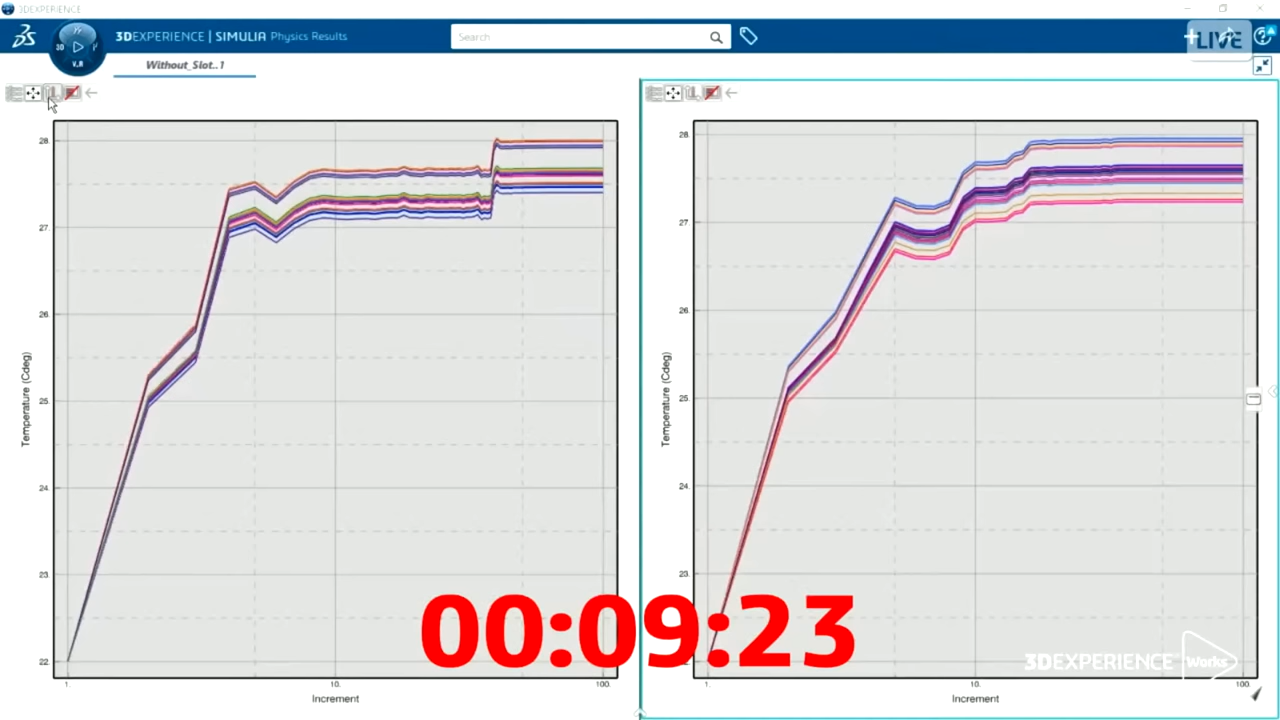 3DEXPERIENCE
3DEXPERIENCE | SIMULIA Physics Results
Search
LIVE
3D
V.R
Without_Slot..1
28.
27.
26.
25.
24.
23.
22.
Temperature (Cdeg)
1.
10.
100.
Increment
28.
27.
26.
25.
24.
23.
Temperature (Cdeg)
1.
10.
100.
Increment
00:09:23
3DEXPERIENCE Works